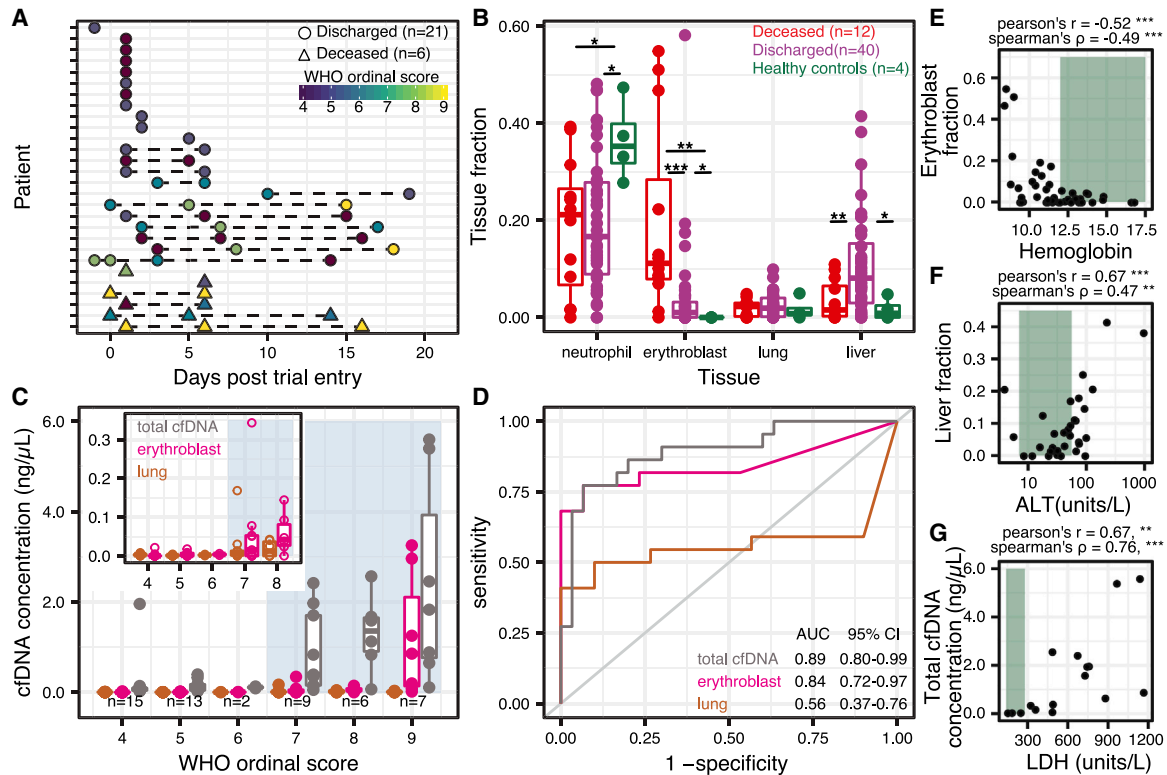 A
Discharged (n=21)
Deceased (n=6)
WHO ordinal score
4 5 6 7 8 9
Patient
0 5 10 15 20
Days post trial entry
B
Deceased (n=12)
Discharged(n=40)
Healthy controls (n=4)
Tissue fraction
0.60
0.40
0.20
0.00
* * ** *** * ** *
neutrophil erythroblast lung liver
Tissue
C
cfDNA concentration (ng/µL)
6.0
4.0
2.0
0.0
total cfDNA
erythroblast
lung
0.3
0.2
0.1
0.0
4 5 6 7 8
n=15 n=13 n=2 n=9 n=6 n=7
4 5 6 7 8 9
WHO ordinal score
D
sensitivity
1.00
0.75
0.50
0.25
0.00
AUC 95% CI
total cfDNA 0.89 0.80-0.99
erythroblast 0.84 0.72-0.97
lung 0.56 0.37-0.76
0.00 0.25 0.50 0.75 1.00
1 −specificity
E
pearson's r = -0.52 ***
spearman's ρ = -0.49 ***
Erythroblast
fraction
0.6
0.4
0.2
0.0
10.0 12.5 15.0 17.5
Hemoglobin
F
pearson's r = 0.67 ***
spearman's ρ = 0.47 **
Liver fraction
0.4
0.3
0.2
0.1
0.0
10 100 1000
ALT(units/L)
G
pearson's r = 0.67, **
spearman's ρ = 0.76, ***
Total cfDNA
concentration (ng/µL)
6.0
4.0
2.0
0.0
300 600 900 1200
LDH (units/L)